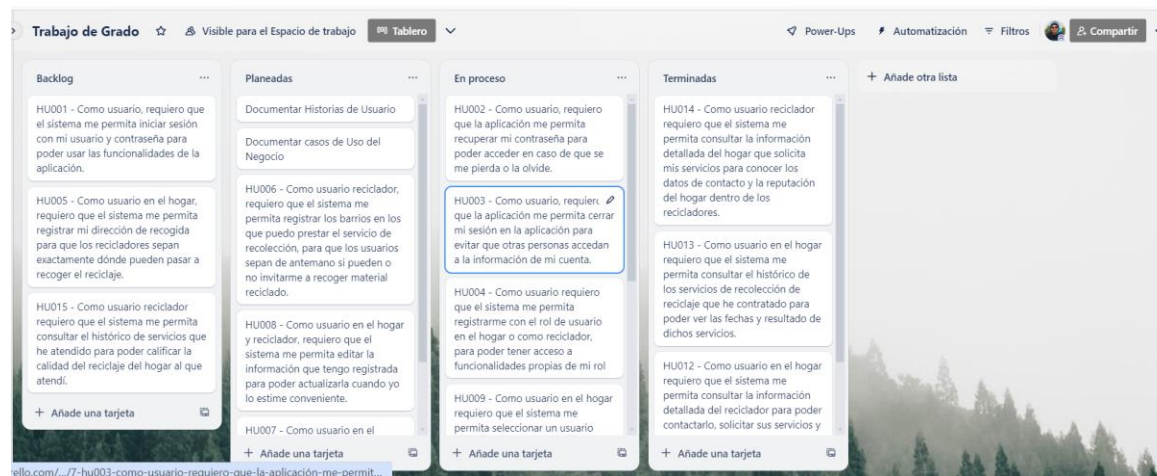 Trabajo de Grado
Visible para el Espacio de trabajo
Tablero
Power-Ups
Automatización
Filtros
Compartir
Backlog
HU001 - Como usuario, requiero que
el sistema me permita iniciar sesión
con mi usuario y contraseña para
poder usar las funcionalidades de la
aplicación.
HU005 - Como usuario en el hogar,
requiero que el sistema me permita
registrar mi dirección de recogida
para que los recicladores sepan
exactamente dónde pueden pasar a
recoger el reciclaje.
HU015 - Como usuario reciclador
requiero que el sistema me permita
consultar el histórico de servicios que
he atendido para poder calificar la
calidad del reciclaje del hogar al que
atendí.
+ Añade una tarjeta
Planeadas
Documentar Historias de Usuario
Documentar casos de Uso del
Negocio
HU006 - Como usuario reciclador,
requiero que el sistema me
permita registrar los barrios en los
que puedo prestar el servicio de
recolección, para que los usuarios
sepan de antemano si pueden o
no invitarme a recoger material
reciclado.
HU008 - Como usuario en el hogar
y reciclador, requiero que el
sistema me permita editar la
información que tengo registrada
para poder actualizarla cuando yo
lo estime conveniente.
HU007 - Como usuario en el
+ Añade una tarjeta
En proceso
HU002 - Como usuario, requiero
que la aplicación me permita
recuperar mi contraseña para
poder acceder en caso de que se
me pierda o la olvide.
HU003 - Como usuario, requiero
que la aplicación me permita cerrar
mi sesión en la aplicación para
evitar que otras personas accedan
a la información de mi cuenta.
HU004 - Como usuario requiero
que el sistema me permita
registrarme con el rol de usuario
en el hogar o como reciclador,
para poder tener acceso a
funcionalidades propias de mi rol
HU009 - Como usuario en el hogar
requiero que el sistema me
permita seleccionar un usuario
+ Añade una tarjeta
Terminadas
HU014 - Como usuario reciclador
requiero que el sistema me
permita consultar la información
detallada del hogar que solicita
mis servicios para conocer los
datos de contacto y la reputación
del hogar dentro de los
recicladores.
HU013 - Como usuario en el hogar
requiero que el sistema me
permita consultar el histórico de
los servicios de recolección de
reciclaje que he contratado para
poder ver las fechas y resultado de
dichos servicios.
HU012 - Como usuario en el hogar
requiero que el sistema me
permita consultar la información
detallada del reciclador para poder
contactarlo, solicitar sus servicios y
+ Añade una tarjeta
+ Añade otra lista
ello.com/.../7-hu003-como-usuario-requiero-que-la-aplicación-me-permit...